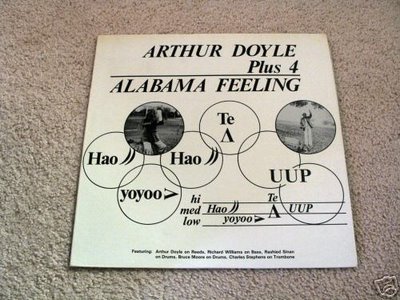 ARTHUR DOYLE
Plus 4
ALABAMA FEELING
Te
Λ
Hao )))
Hao )))
UUP
yoyoo >
hi
Te
med
Hao )))
Λ
UUP
low
yoyoo >
Featuring: Arthur Doyle on Reeds, Richard Williams on Bass, Rashied Sinan
on Drums, Bruce Moore on Drums, Charles Stephens on Trombone